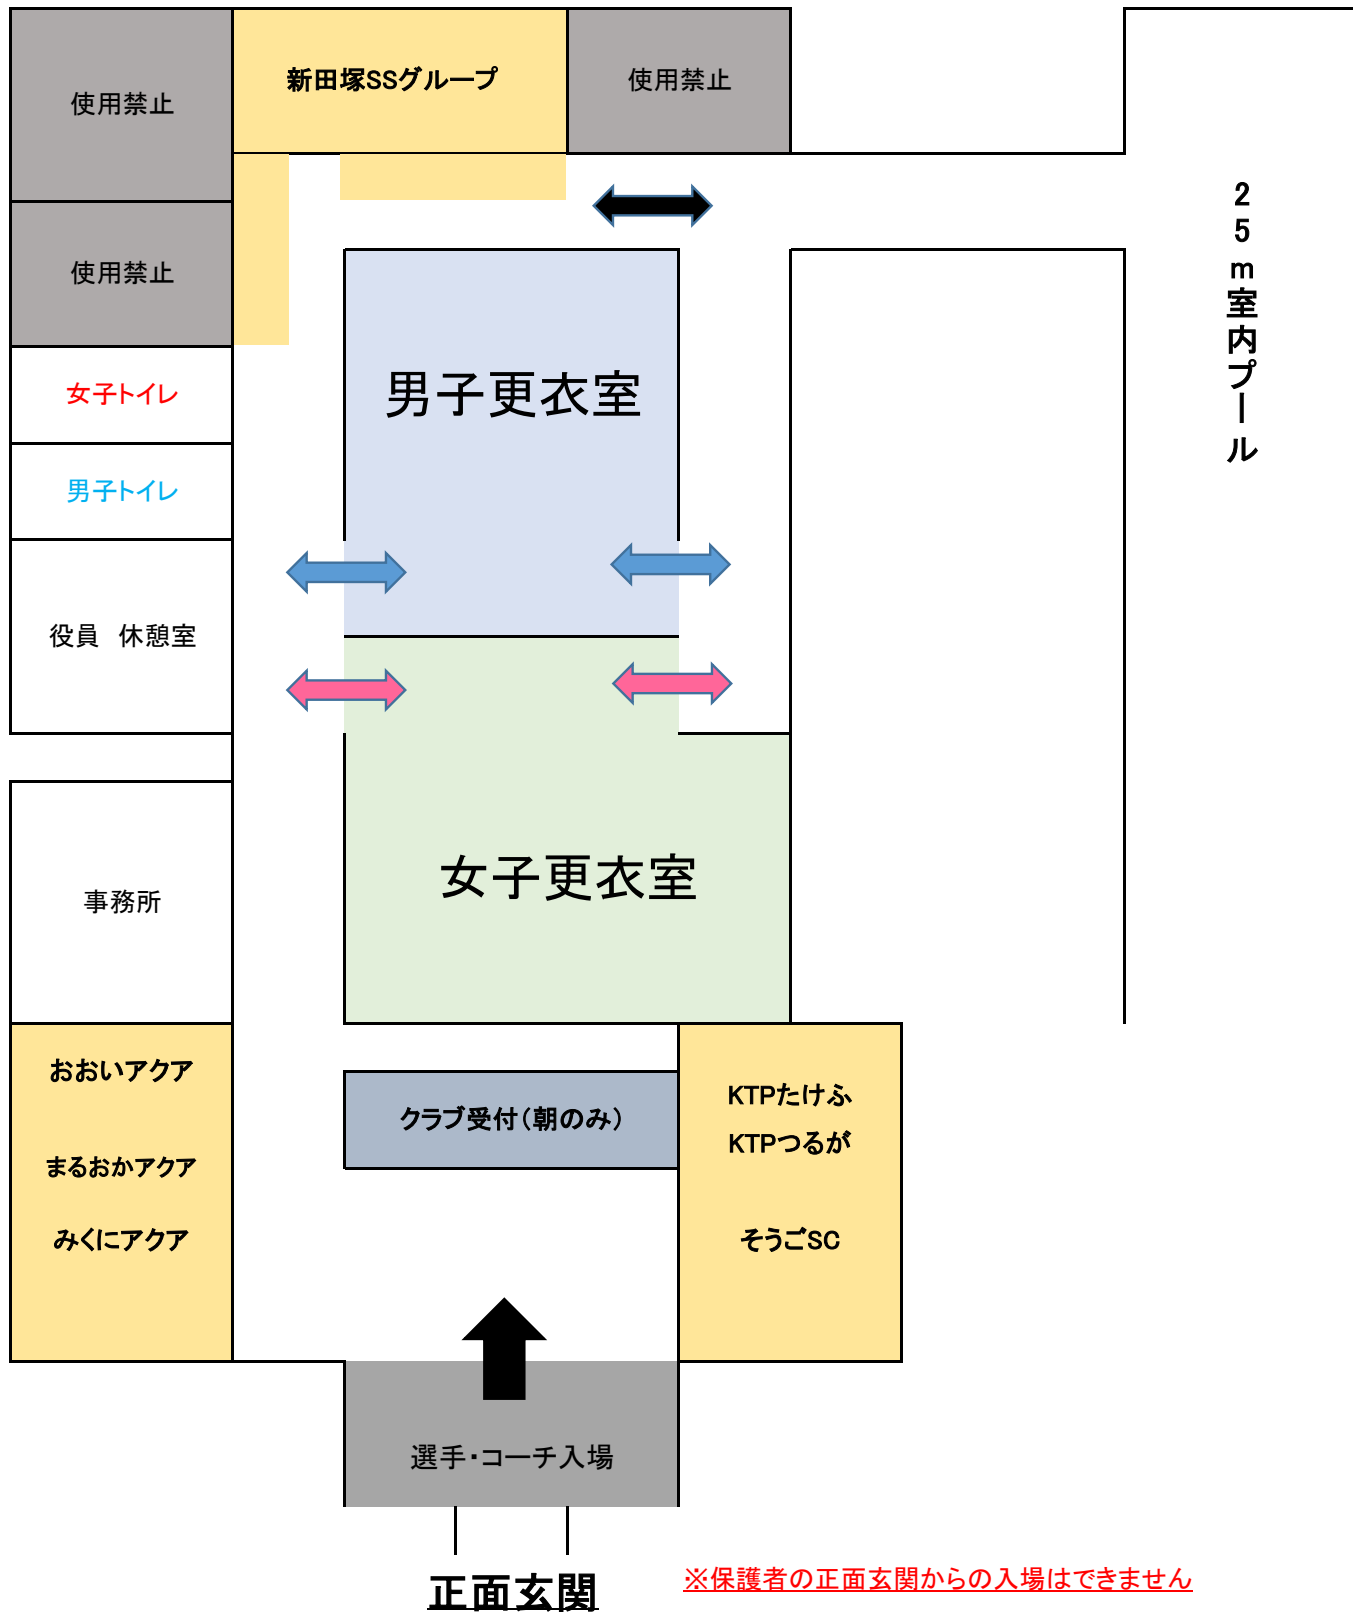 使用禁止
新田塚SSグループ
使用禁止
25m室内プール
使用禁止
女子トイレ
男子トイレ
男子更衣室
役員　休憩室
女子更衣室
事務所
おおいアクア
まるおかアクア
みくにアクア
クラブ受付（朝のみ）
KTPたけふ
KTPつるが
そうごSC
選手・コーチ入場
正面玄関
※保護者の正面玄関からの入場はできません